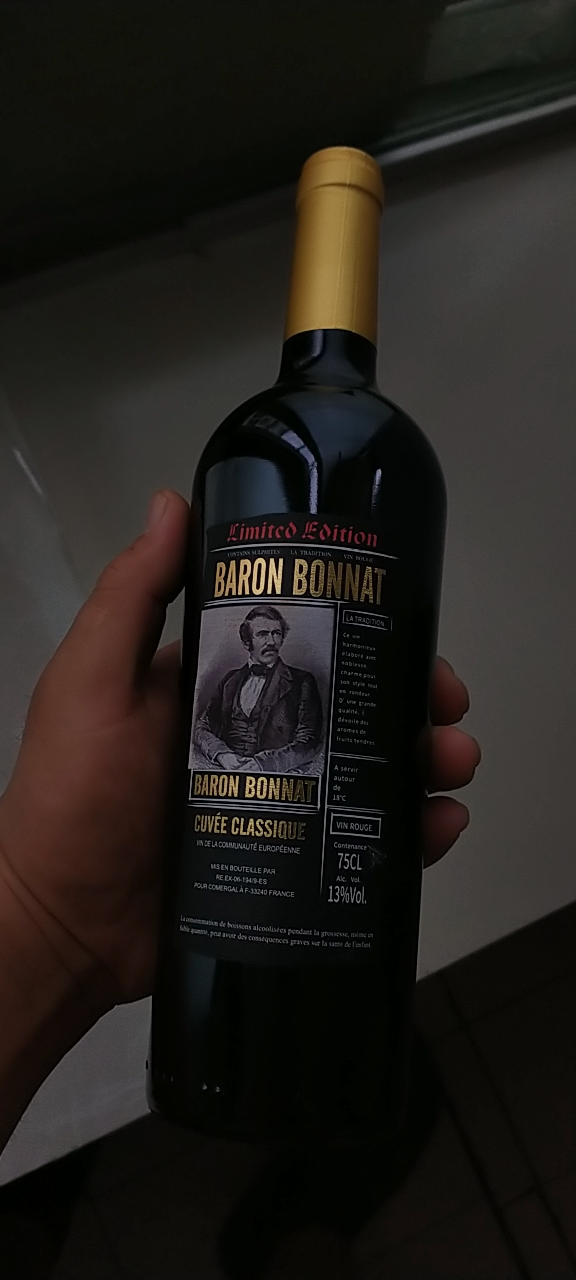 Limited Edition
CONTAINS SULPHITES LA TRADITION VIN ROUGE
BARON BONNAT
LA TRADITION
Ce vin
harmonieux
élaboré avec
noblesse
charme pour
son style tout
en rondeur.
D' une grande
qualité, il
dévoile des
aromes de
fruits tendres
A servir
autour
de
18°C
BARON BONNAT
CUVÉE CLASSIQUE
VIN DE LA COMMUNAUTÉ EUROPÉENNE
MIS EN BOUTEILLE PAR
RE EX-06-194/9-ES
POUR COMERGAL À F-33240 FRANCE
VIN ROUGE
Contenance
75CL
Alc. Vol.
13%Vol.
La consommation de boissons alcoolisées pendant la grossesse, même en
faible quantité, peut avoir des conséquences graves sur la santé de l'enfant.